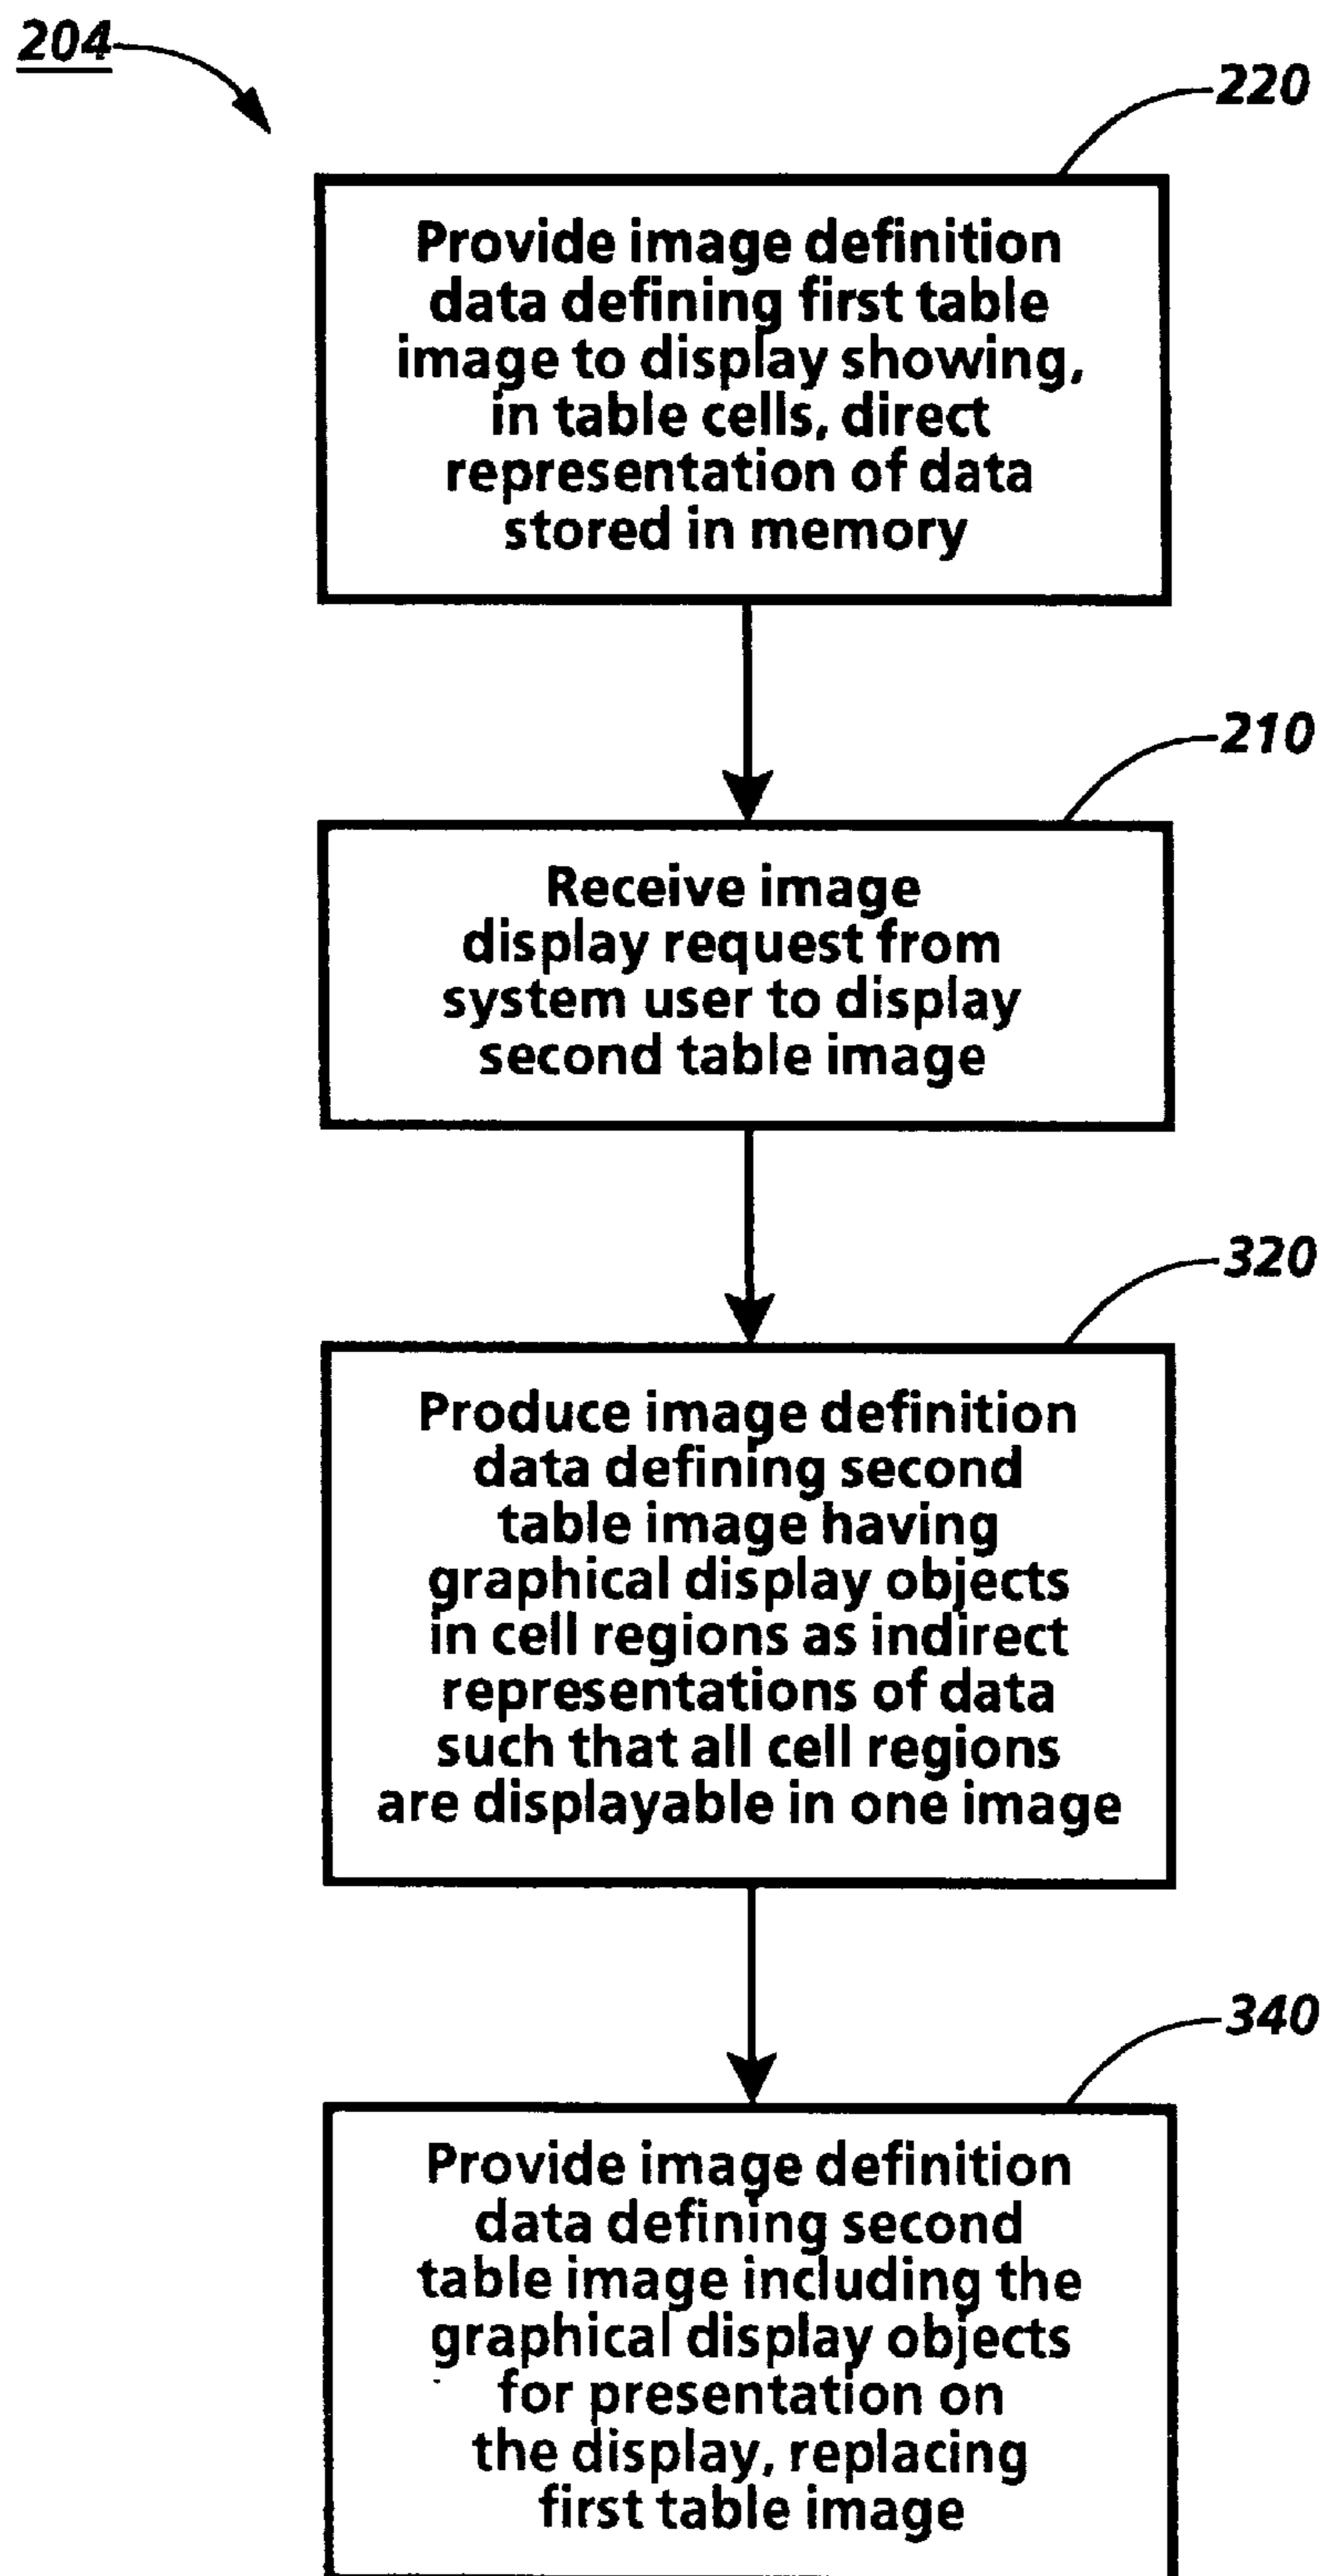 204
220
Provide image definition
data defining first table
image to display showing,
in table cells, direct
representation of data
stored in memory
210
Receive image
display request from
system user to display
second table image
320
Produce image definition
data defining second
table image having
graphical display objects
in cell regions as indirect
representations of data
such that all cell regions
are displayable in one image
340
Provide image definition
data defining second
table image including the
graphical display objects
for presentation on
the display, replacing
first table image